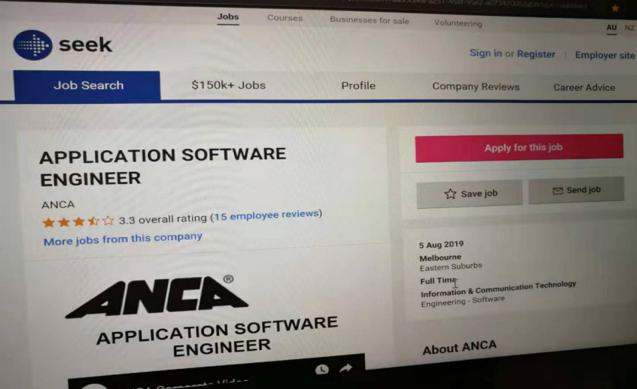 Jobs Courses Businesses for sale Volunteering AU NZ
seek
Sign in or Register Employer site
Job Search $150k+ Jobs Profile Company Reviews Career Advice
APPLICATION SOFTWARE
ENGINEER
ANCA
3.3 overall rating (15 employee reviews)
More jobs from this company
ANCA®
APPLICATION SOFTWARE
ENGINEER
Apply for this job
Save job Send job
5 Aug 2019
Melbourne
Eastern Suburbs
Full Time
Information & Communication Technology
Engineering - Software
About ANCA